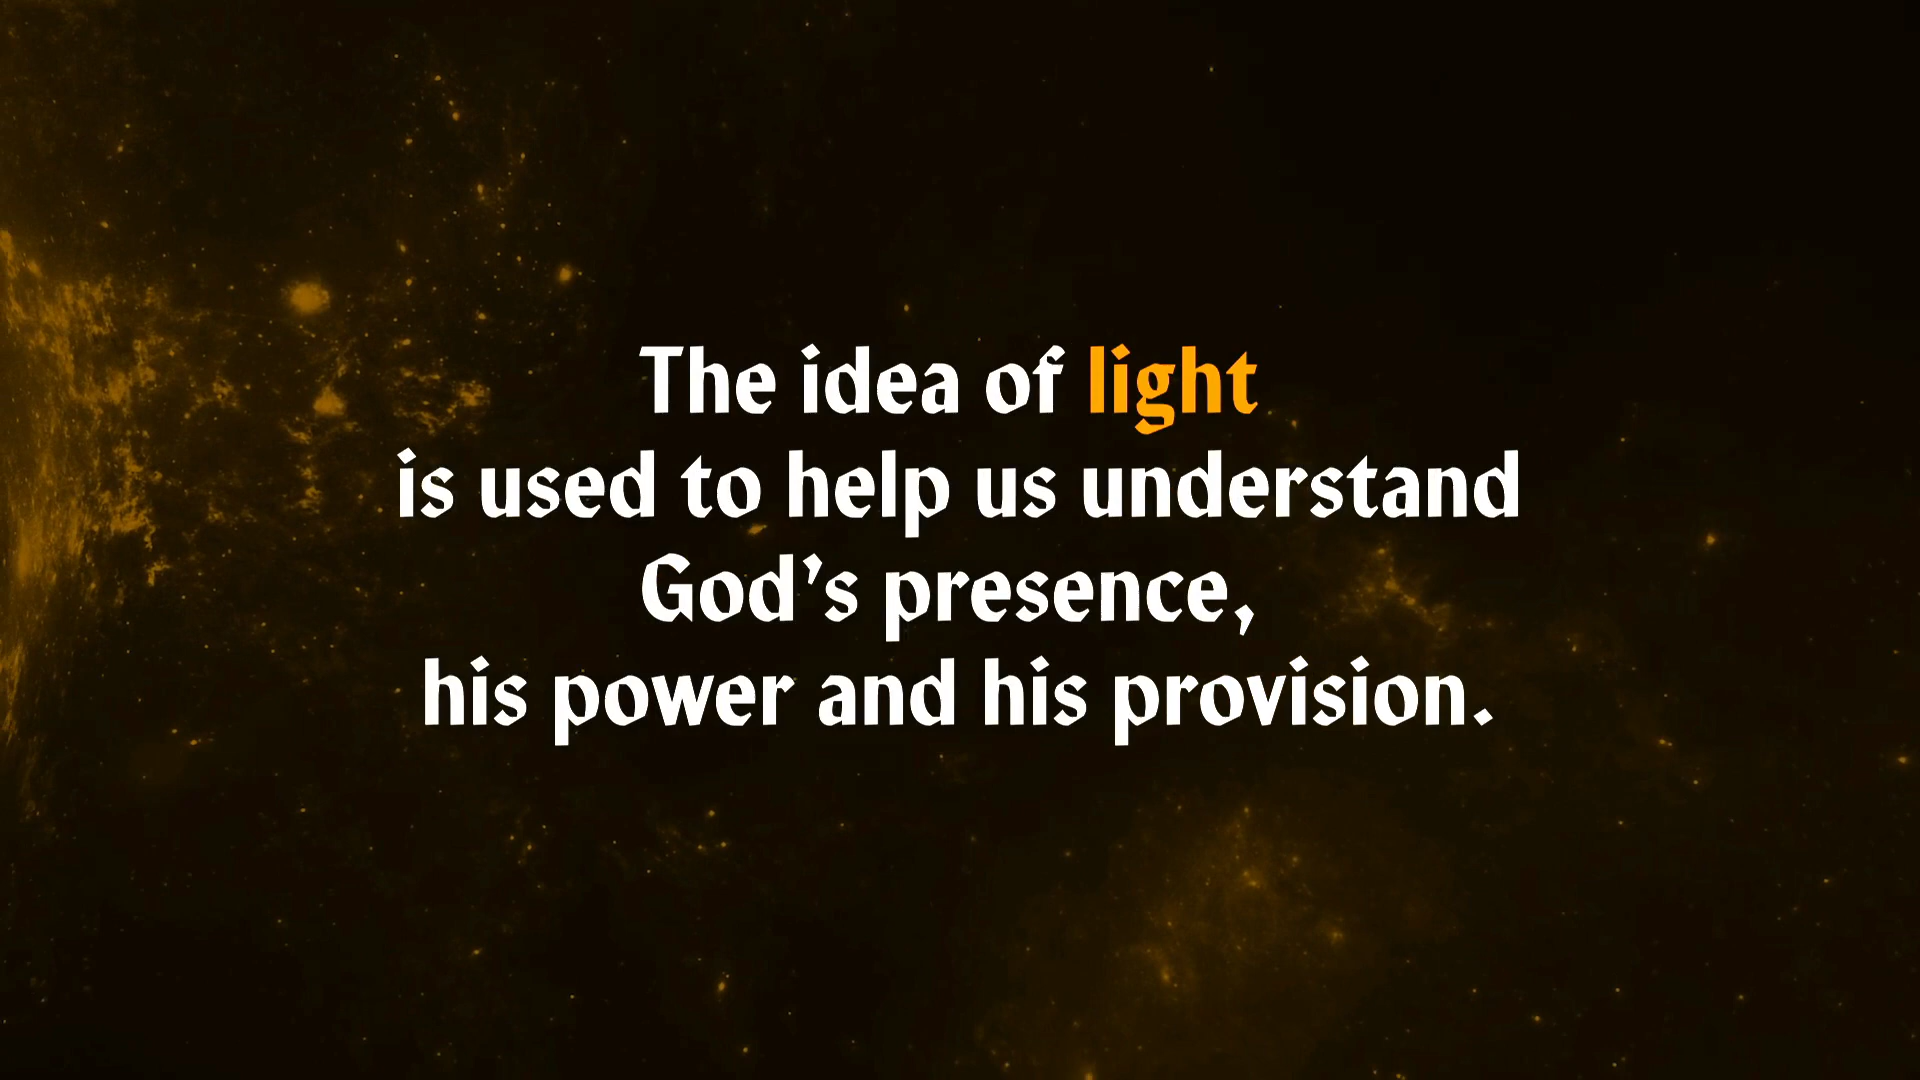 The idea of light
is used to help us understand
God's presence,
his power and his provision.